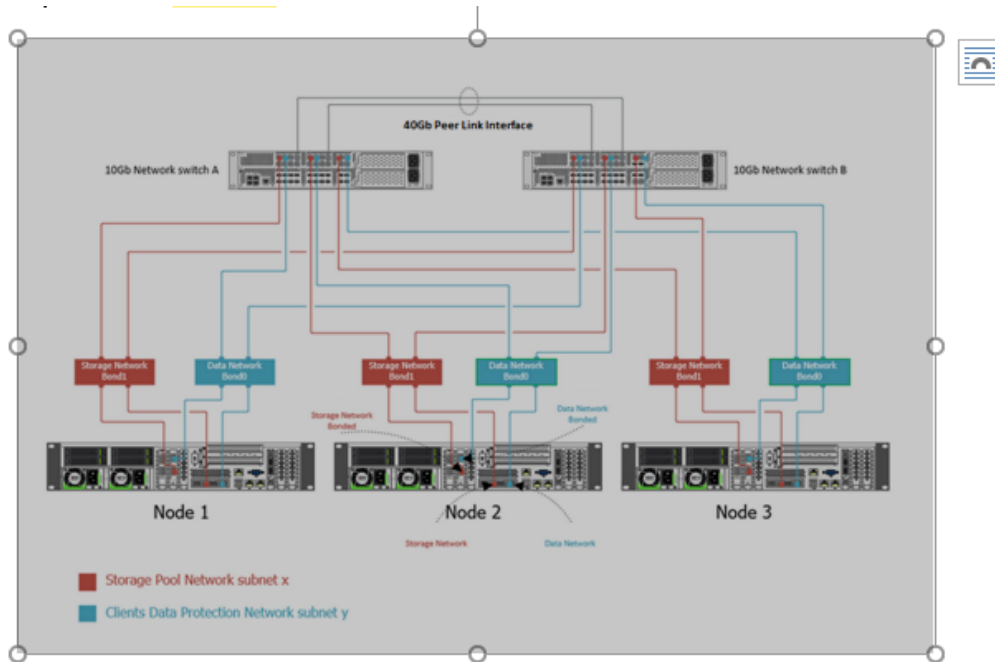 40Gb Peer Link Interface
10Gb Network switch A
10Gb Network switch B
Storage Network
Bond1
Data Network
Bond0
Storage Network
Bond1
Data Network
Bond0
Storage Network
Bond1
Data Network
Bond0
Storage Network
Bonded
Data Network
Bonded
Node 1
Node 2
Node 3
Storage Network
Data Network
Storage Pool Network subnet x
Clients Data Protection Network subnet y